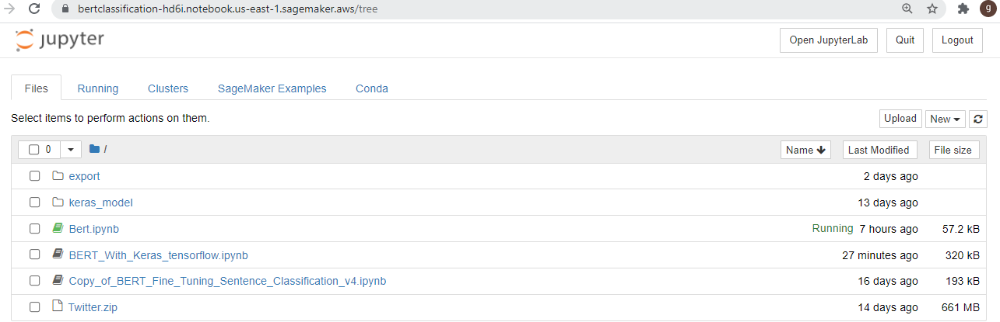 bertclassification-hd6i.notebook.us-east-1.sagemaker.aws/tree g
jupyter Open JupyterLab Quit Logout
Files Running Clusters SageMaker Examples Conda
Select items to perform actions on them. Upload New
0 / Name Last Modified File size
export 2 days ago
keras_model 13 days ago
Bert.ipynb Running 7 hours ago 57.2 kB
BERT_With_Keras_tensorflow.ipynb 27 minutes ago 320 kB
Copy_of_BERT_Fine_Tuning_Sentence_Classification_v4.ipynb 16 days ago 193 kB
Twitter.zip 14 days ago 661 MB